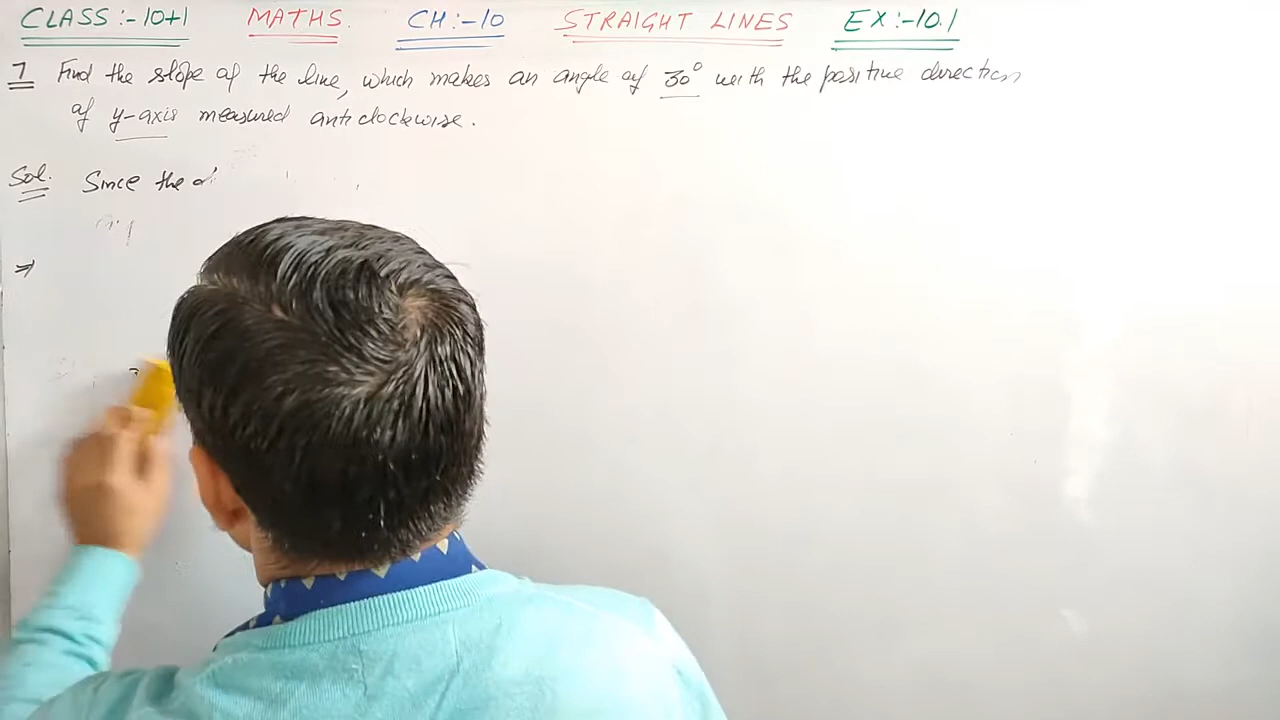 CLASS :- 10+1 MATHS. CH :- 10 STRAIGHT LINES EX :- 10.1
7 Find the slope of the line, which makes an angle of 30° with the positive direction
of y-axis measured anticlockwise.
Sol. Since the
⇒